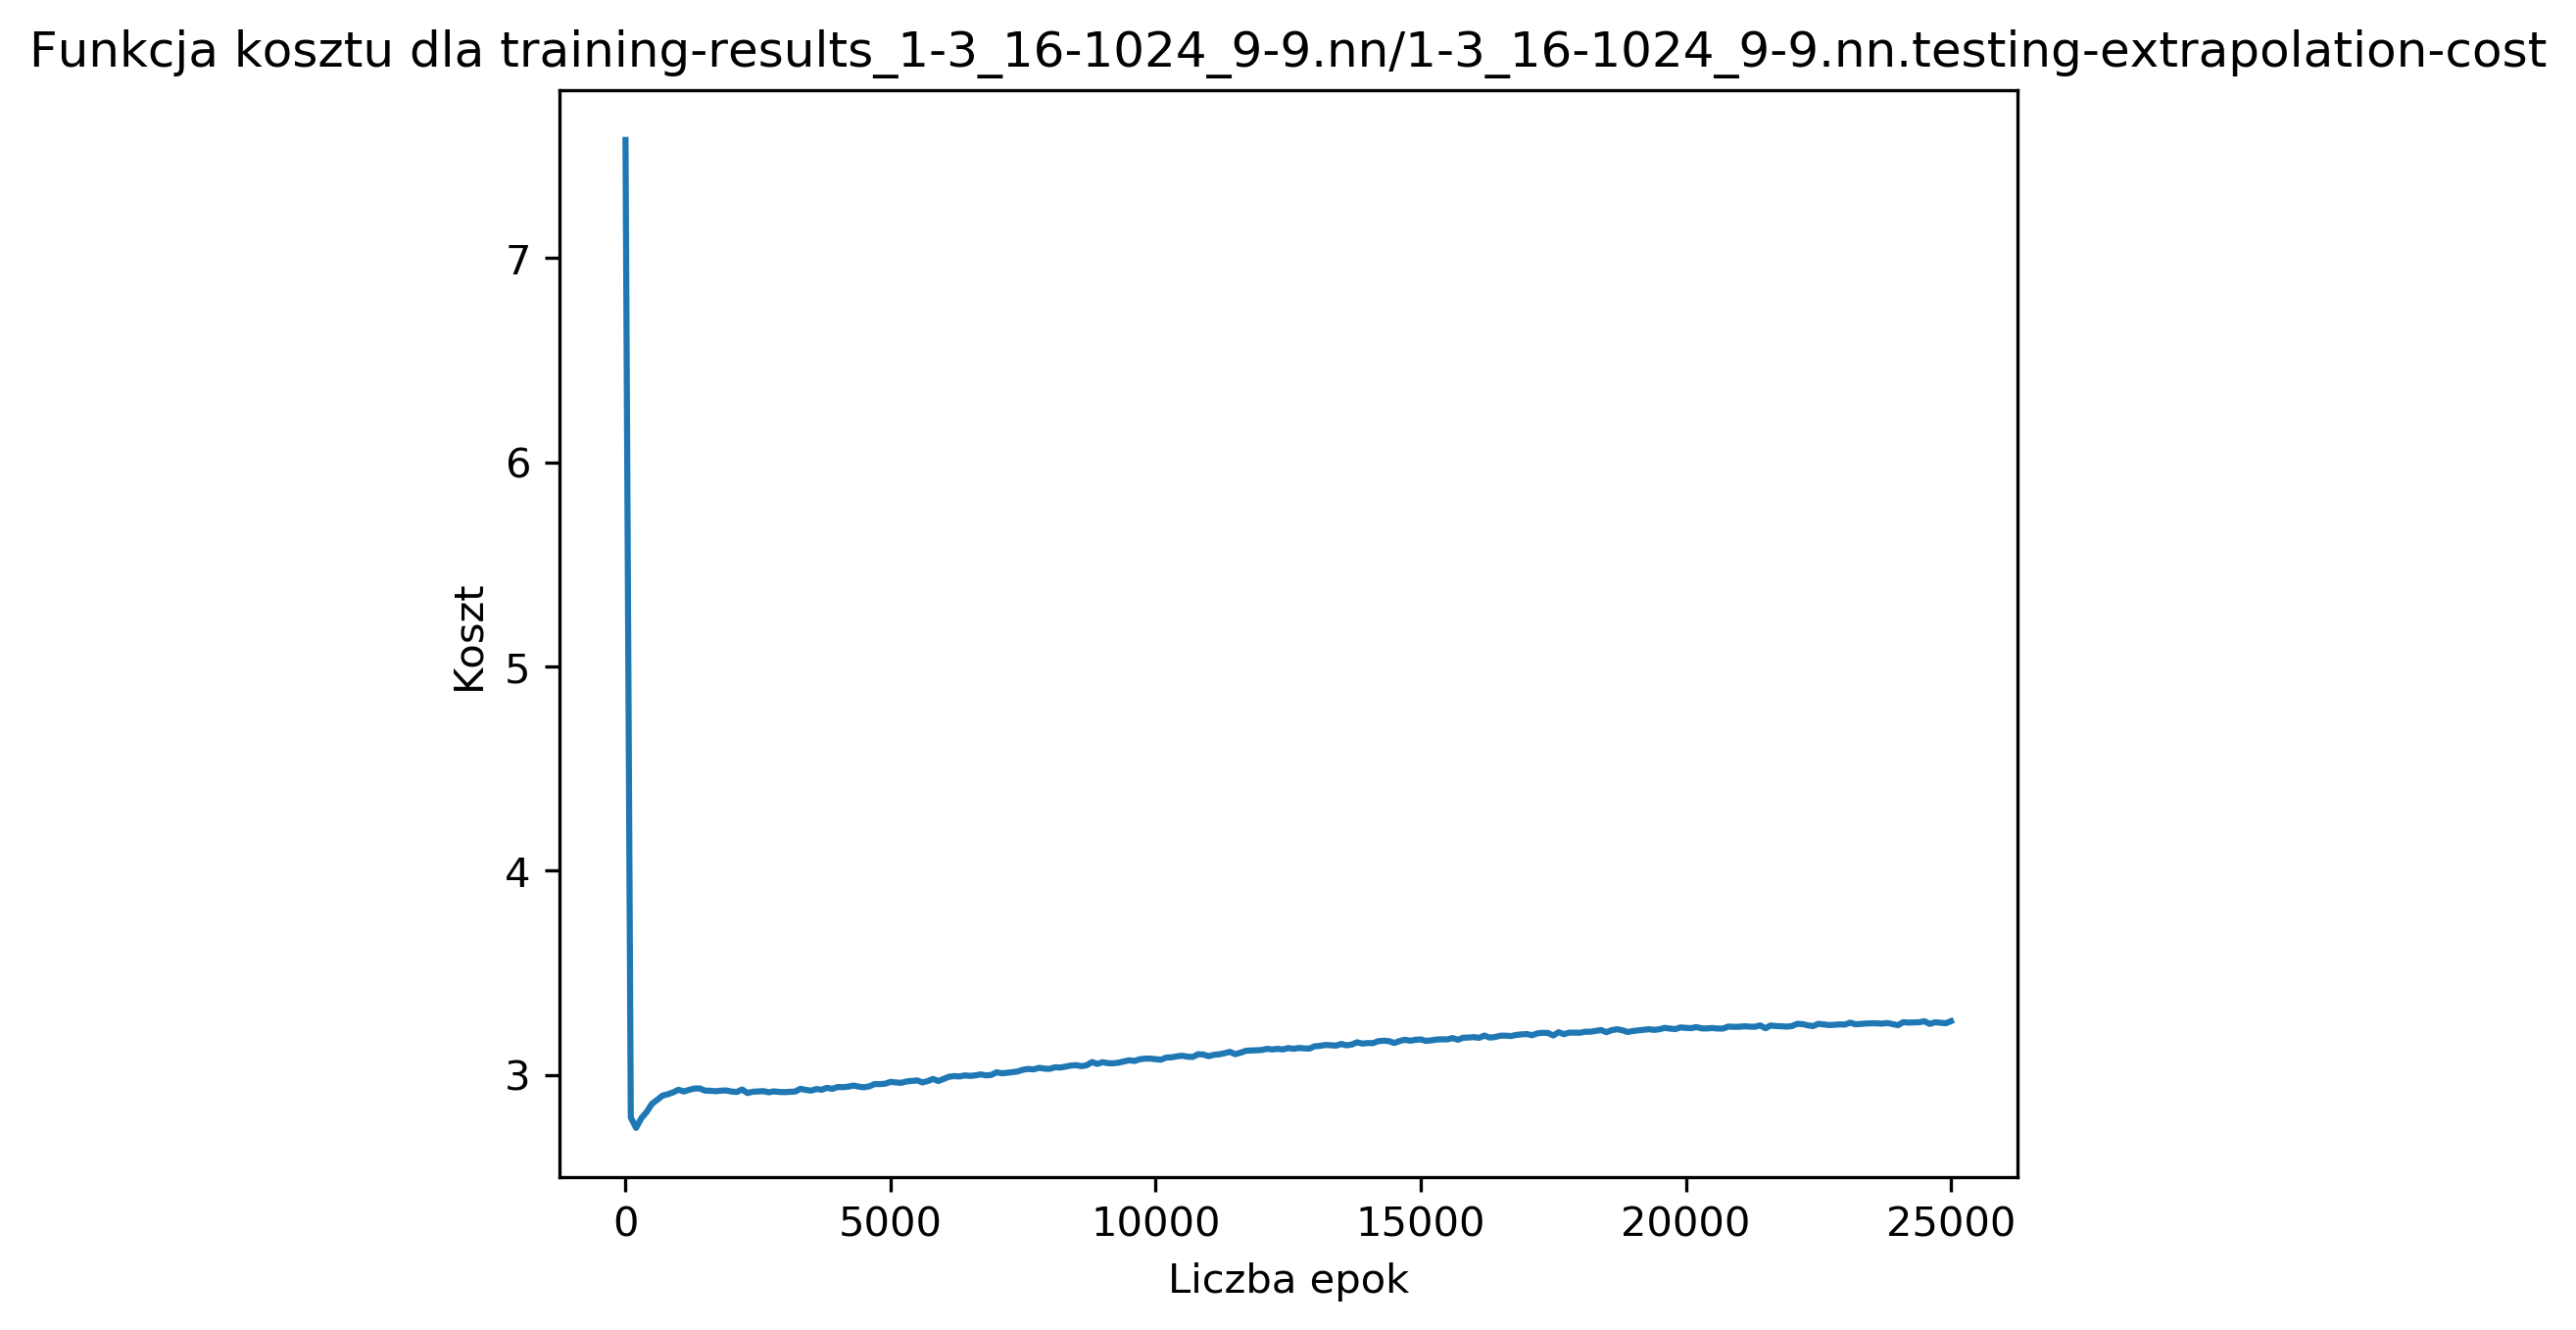 Funkcja kosztu dla training-results_1-3_16-1024_9-9.nn/1-3_16-1024_9-9.nn.testing-extrapolation-cost
7
6
5
4
3
Koszt
0 5000 10000 15000 20000 25000
Liczba epok